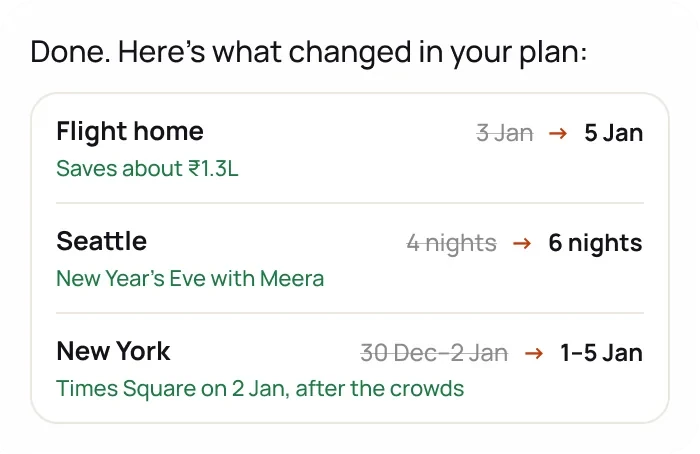 Done. Here's what changed in your plan:
Flight home 3 Jan → 5 Jan
Saves about ₹1.3L
Seattle 4 nights → 6 nights
New Year's Eve with Meera
New York 30 Dec–2 Jan → 1–5 Jan
Times Square on 2 Jan, after the crowds